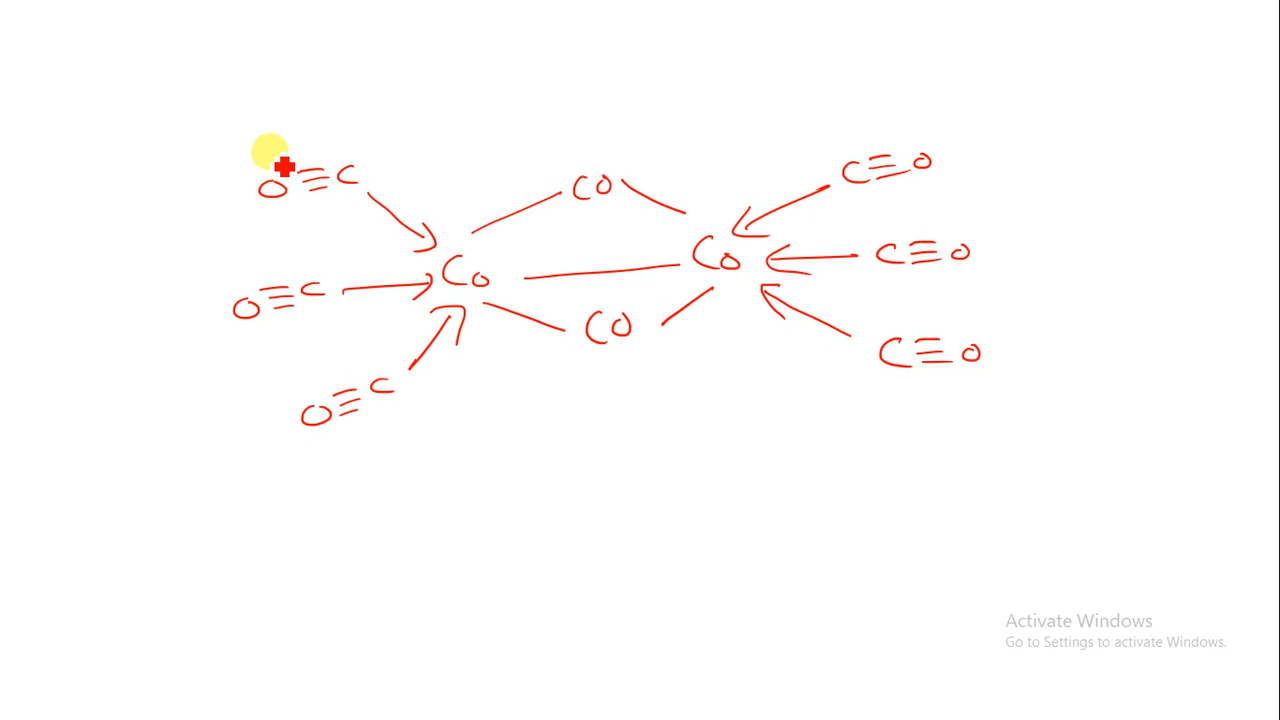 O≡C CO C≡O
O≡C Co Co C≡O
O≡C CO C≡O
Activate Windows
Go to Settings to activate Windows.